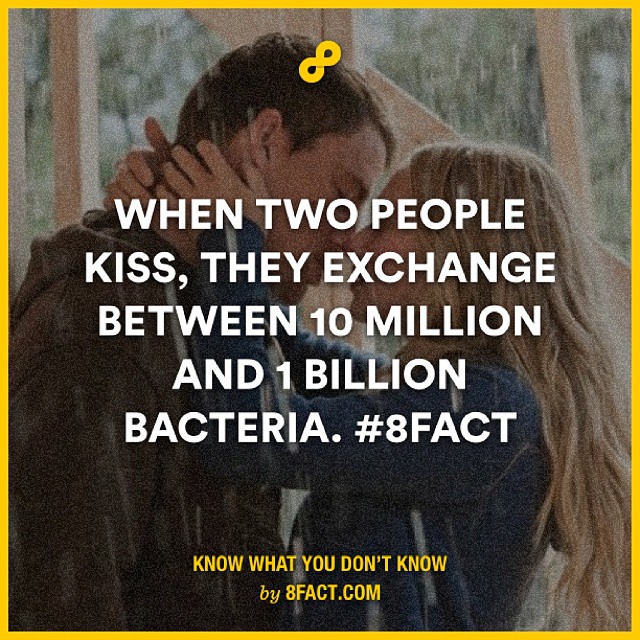 WHEN TWO PEOPLE
KISS, THEY EXCHANGE
BETWEEN 10 MILLION
AND 1 BILLION
BACTERIA. #8FACT
KNOW WHAT YOU DON'T KNOW
by 8FACT.COM